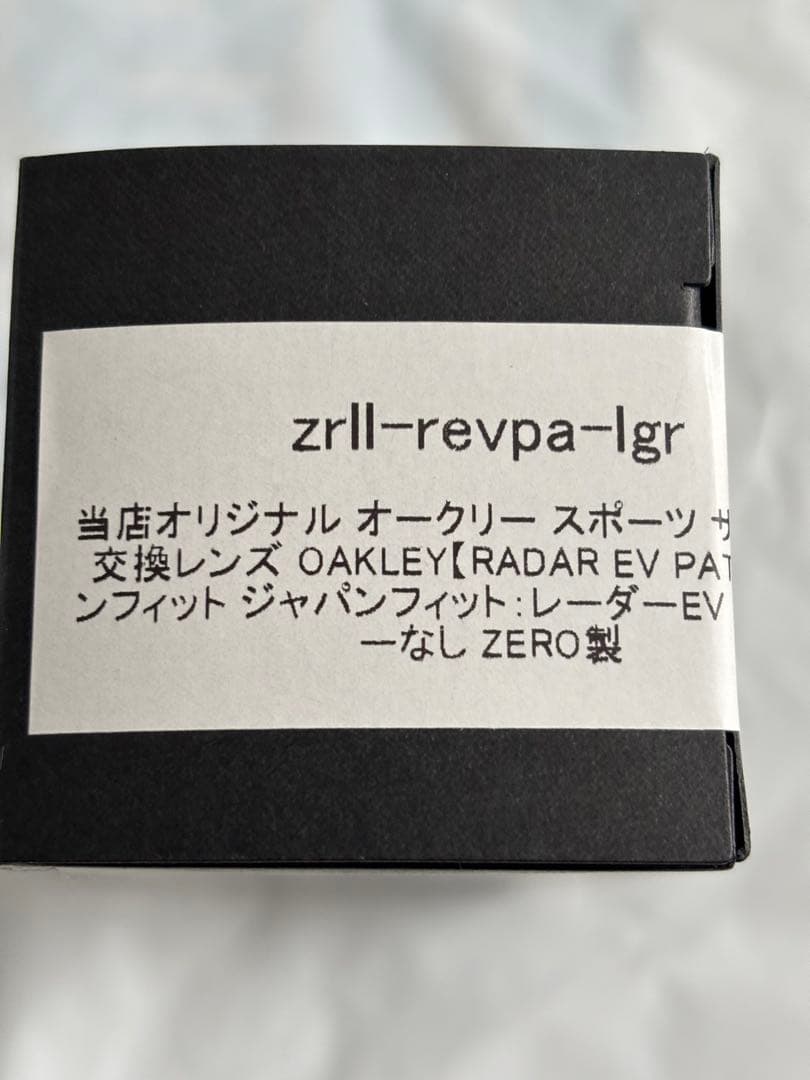 zrll-revpa-lgr
当店オリジナル オークリー スポーツ
交換レンズ OAKLEY【RADAR EV PAT
ンフィット ジャパンフィット:レーダーEV
ーなし ZERO製